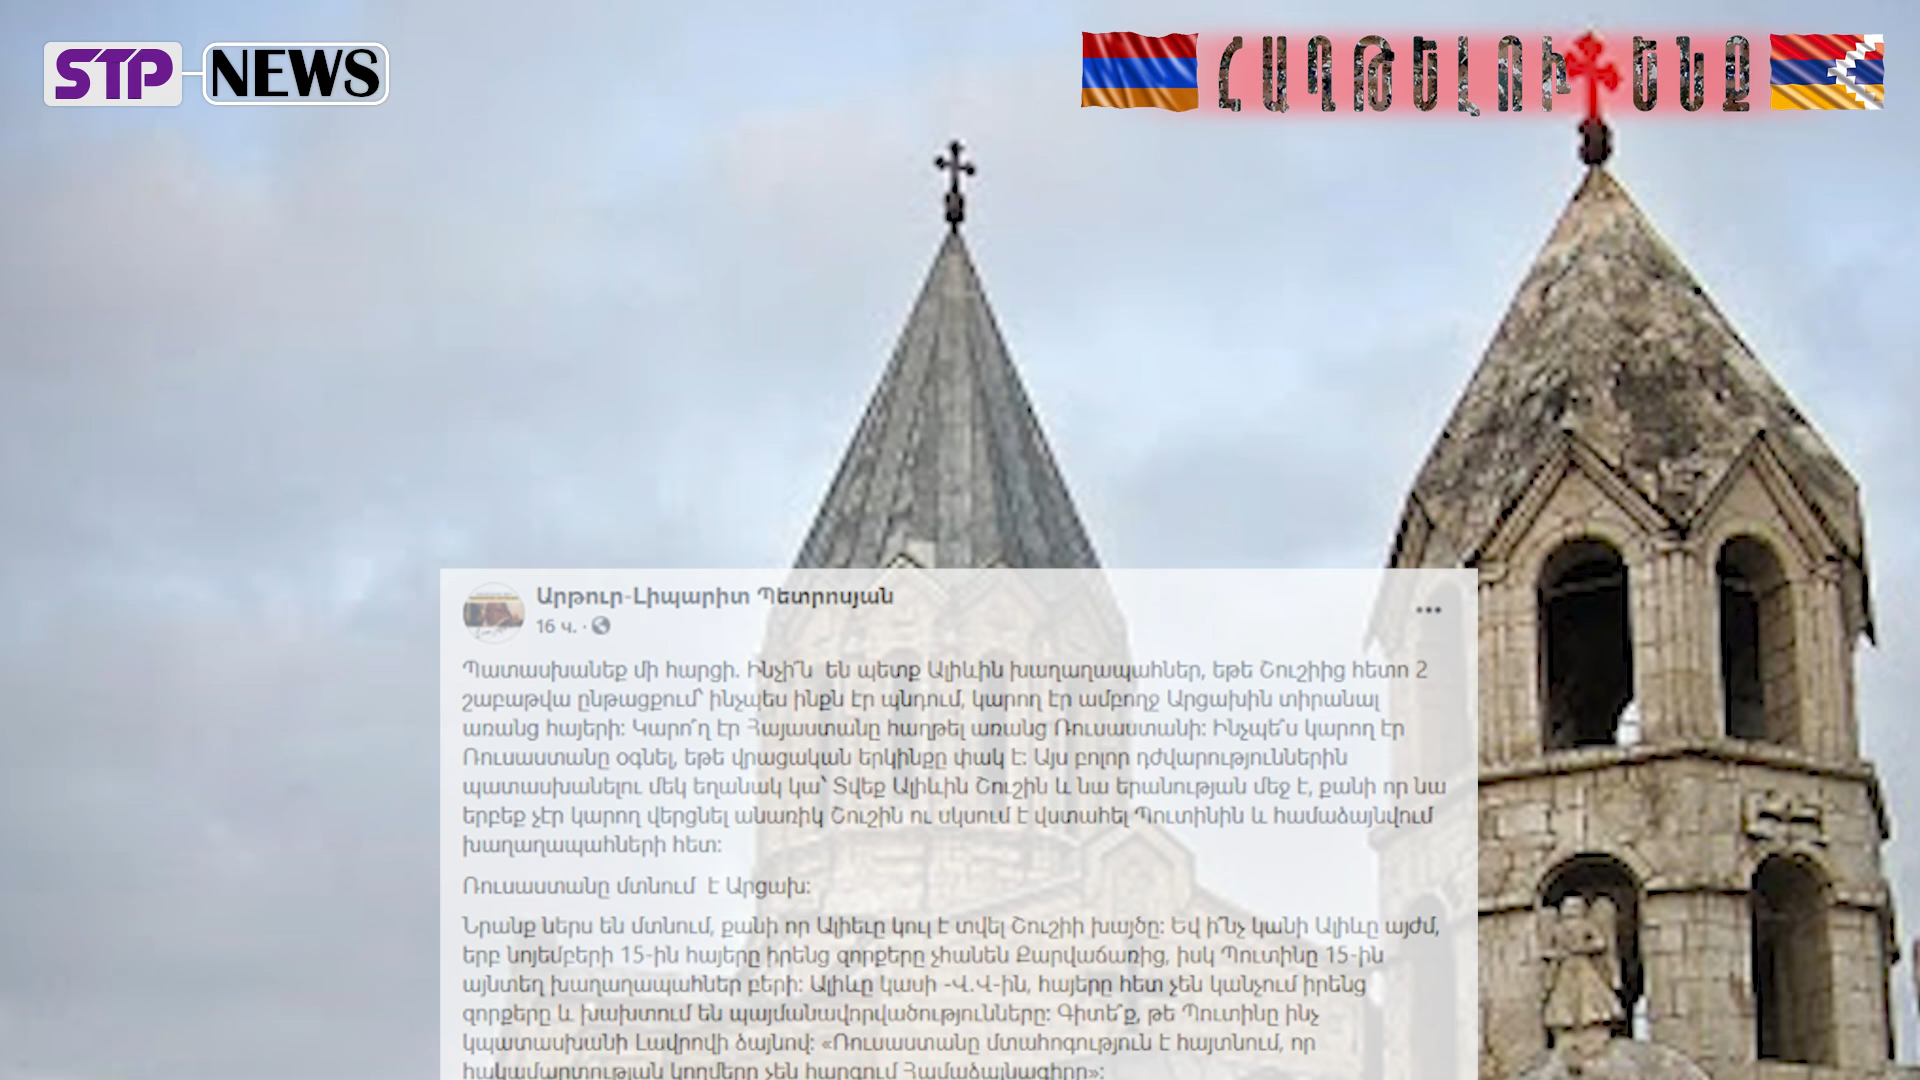 STP NEWS
ՀԱՂԹԵԼՈՒ ԵՆՔ
Արթուր-Լիպարիտ Պետրոսյան
16 ч.
Պատասխանեք մի հարցի. Ինչի՞ն են պետք Ալիևին խաղաղապահներ, եթե Շուշիից հետո 2
շաբաթվա ընթացքում՝ ինչպես ինքն էր պնդում, կարող էր ամբողջ Արցախին տիրանալ
առանց հայերի: Կարո՞ղ էր Հայաստանը հաղթել առանց Ռուսաստանի: Ինչպե՞ս կարող էր
Ռուսաստանը օգնել, եթե վրացական երկինքը փակ է: Այս բոլոր դժվարություններին
պատասխանելու մեկ եղանակ կա՝ Տվեք Ալիևին Շուշին և նա երանության մեջ է, քանի որ նա
երբեք չէր կարող վերցնել անառիկ Շուշին ու սկսում է վստահել Պուտինին և համաձայնվում
խաղաղապահների հետ:
Ռուսաստանը մտնում է Արցախ:
Նրանք ներս են մտնում, քանի որ Ալիեւը կուլ է տվել Շուշիի խայծը: Եվ ի՞նչ կանի Ալիևը այժմ,
երբ նոյեմբերի 15-ին հայերը իրենց զորքերը չհանեն Քարվաճառից, իսկ Պուտինը 15-ին
այնտեղ խաղաղապահներ բերի: Ալիևը կասի -Վ.Վ-ին, հայերը հետ չեն կանչում իրենց
զորքերը և խախտում են պայմանավորվածությունները: Գիտե՞ք, թե Պուտինը ինչ
կպատասխանի Լավրովի ձայնով: «Ռուսաստանը մտահոգություն է հայտնում, որ
հակամարտության կողմերը չեն հարգում Համաձայնագիրը»: